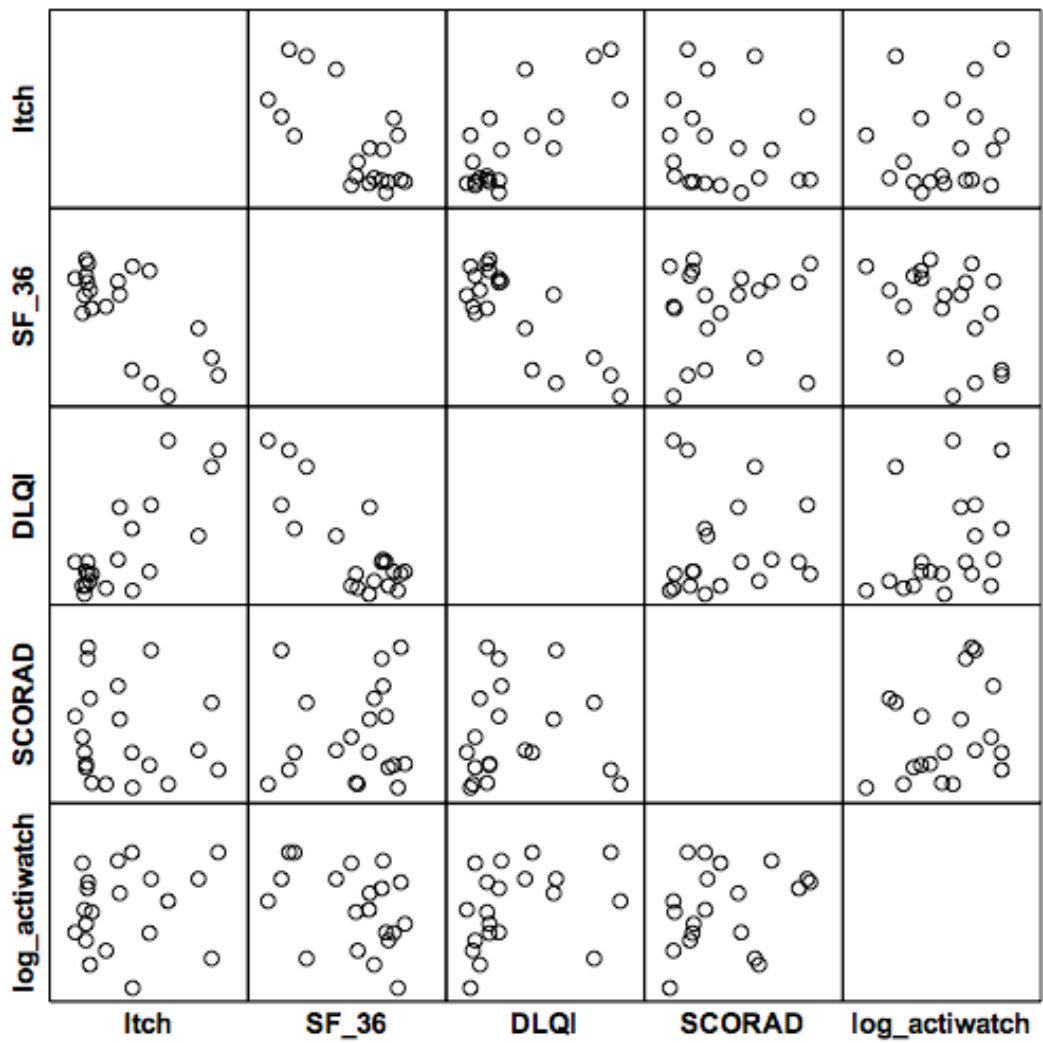 Itch
SF_36
DLQI
SCORAD
log_actiwatch
Itch
SF_36
DLQI
SCORAD
log_actiwatch